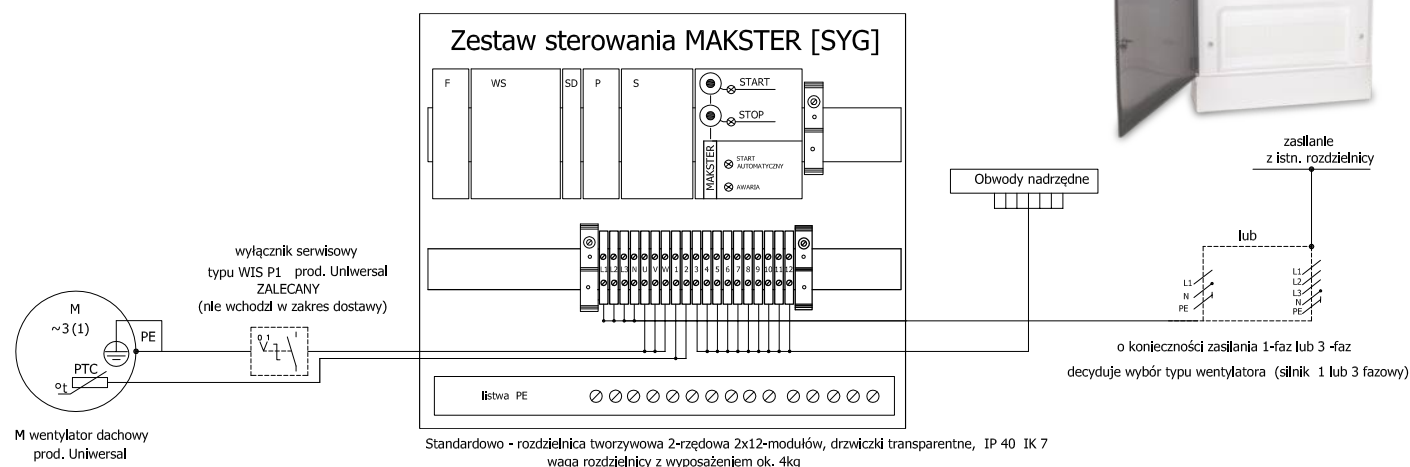 Zestaw sterowania MAKSTER [SYG]
F WS SD P S
START
STOP
MAKSTER
START
AUTOMATYCZNY
AWARIA
zasilanie
z istn. rozdzielnicy
Obwody nadrzędne
lub
L1
N
PE
L1
L2
L3
N
PE
wyłącznik serwisowy
typu WIS P1 prod. Uniwersal
ZALECANY
(nie wchodzi w zakres dostawy)
0 1
L1 L2 L3 N U V W 1 2 3 4 5 6 7 8 9 10 11 12
M
~3 (1)
PE
PTC
t
o konieczności zasilania 1-faz lub 3 -faz
decyduje wybór typu wentylatora (silnik 1 lub 3 fazowy)
listwa PE
M wentylator dachowy
prod. Uniwersal
Standardowo - rozdzielnica tworzywowa 2-rzędowa 2x12-modułów, drzwiczki transparentne, IP 40 IK 7
waga rozdzielnicy z wyposażeniem ok. 4kg